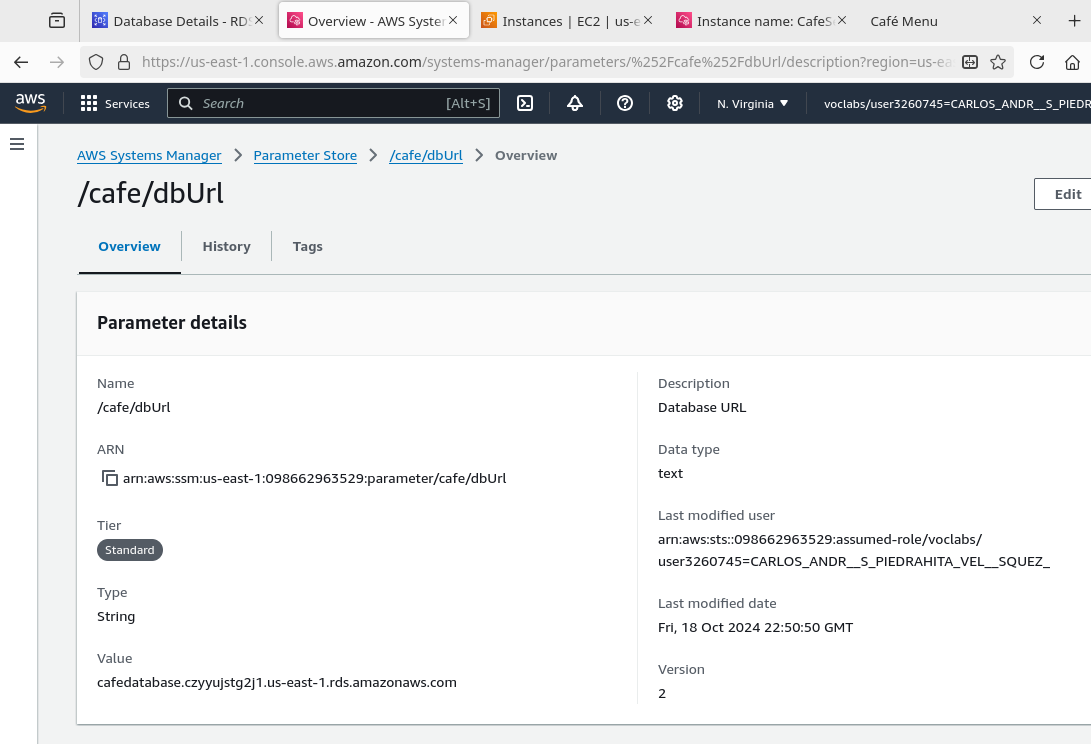 Database Details - RDS
Overview - AWS System
Instances | EC2 | us-e
Instance name: CafeS
Café Menu
https://us-east-1.console.aws.amazon.com/systems-manager/parameters/%252Fcafe%252FdbUrl/description?region=us-ea
aws
Services
Search
[Alt+S]
N. Virginia
voclabs/user3260745=CARLOS_ANDR__S_PIEDR
AWS Systems Manager
Parameter Store
/cafe/dbUrl
Overview
/cafe/dbUrl
Edit
Overview
History
Tags
Parameter details
Name
/cafe/dbUrl
ARN
arn:aws:ssm:us-east-1:098662963529:parameter/cafe/dbUrl
Tier
Standard
Type
String
Value
cafedatabase.czyyujstg2j1.us-east-1.rds.amazonaws.com
Description
Database URL
Data type
text
Last modified user
arn:aws:sts::098662963529:assumed-role/voclabs/
user3260745=CARLOS_ANDR__S_PIEDRAHITA_VEL__SQUEZ_
Last modified date
Fri, 18 Oct 2024 22:50:50 GMT
Version
2